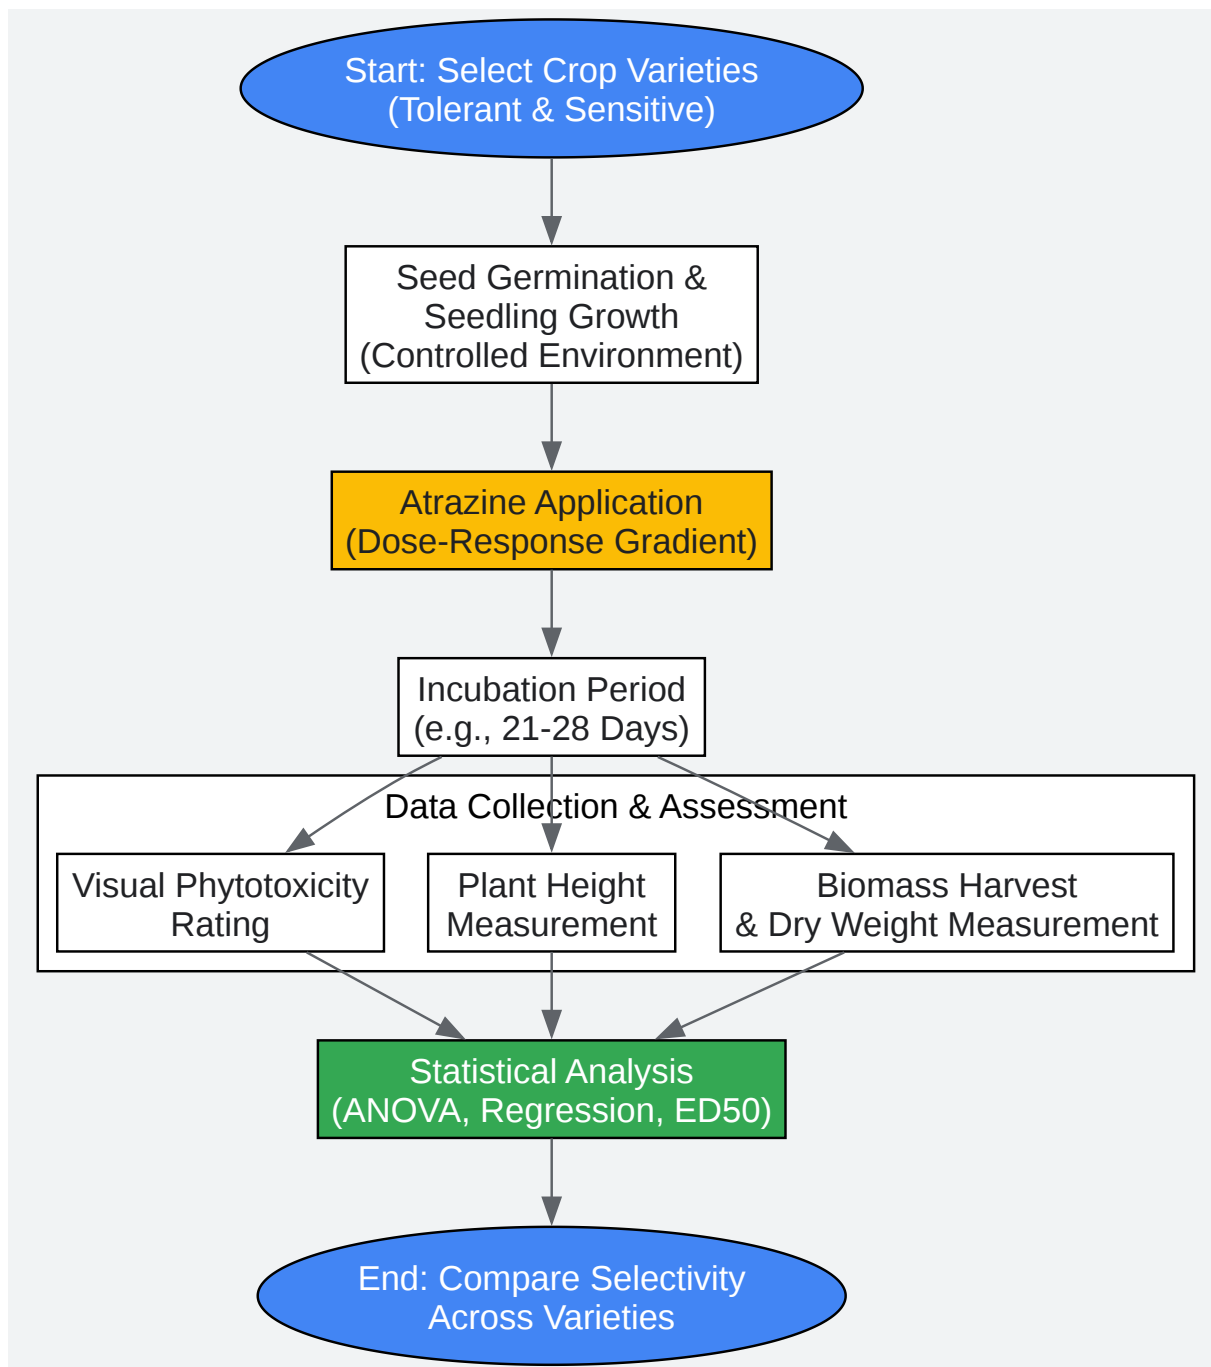 Start: Select Crop Varieties
(Tolerant & Sensitive)
Seed Germination &
Seedling Growth
(Controlled Environment)
Atrazine Application
(Dose-Response Gradient)
Incubation Period
(e.g., 21-28 Days)
Data Collection & Assessment
Visual Phytotoxicity
Rating
Plant Height
Measurement
Biomass Harvest
& Dry Weight Measurement
Statistical Analysis
(ANOVA, Regression, ED50)
End: Compare Selectivity
Across Varieties